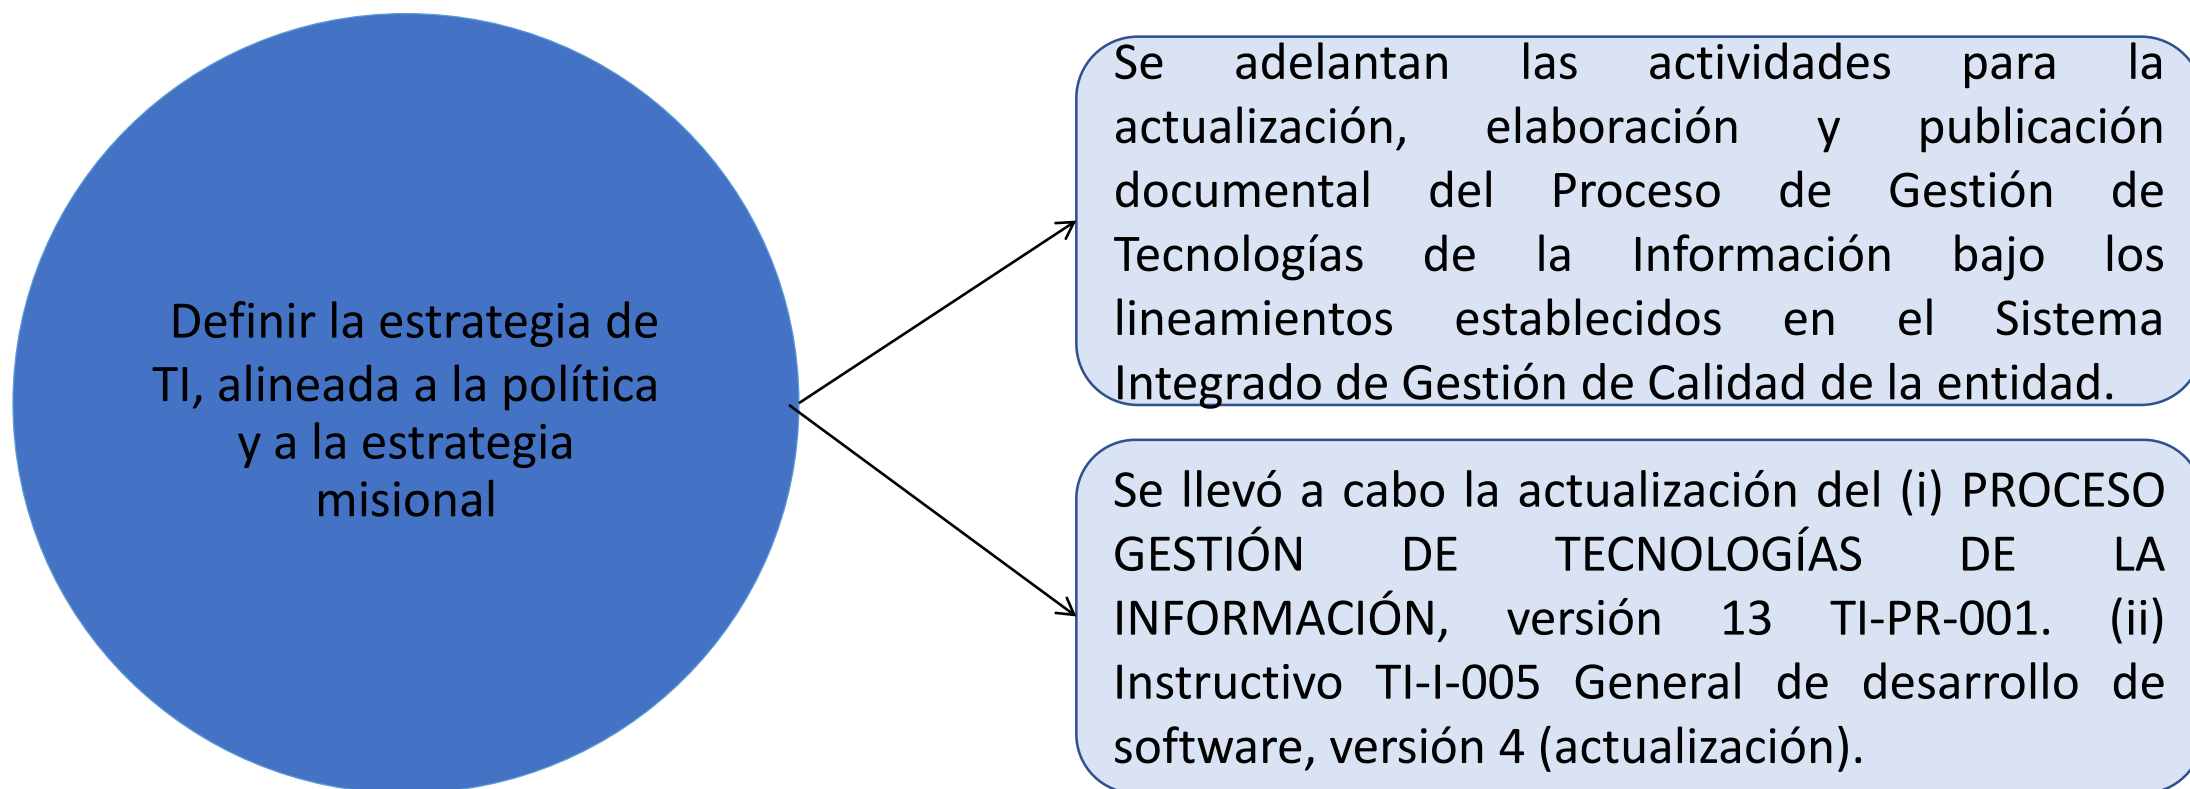 Definir la estrategia de
TI, alineada a la política
y a la estrategia
misional
Se adelantan las actividades para la
actualización, elaboración y publicación
documental del Proceso de Gestión de
Tecnologías de la Información bajo los
lineamientos establecidos en el Sistema
Integrado de Gestión de Calidad de la entidad.
Se llevó a cabo la actualización del (i) PROCESO
GESTIÓN DE TECNOLOGÍAS DE LA
INFORMACIÓN, versión 13 TI-PR-001. (ii)
Instructivo TI-I-005 General de desarrollo de
software, versión 4 (actualización).